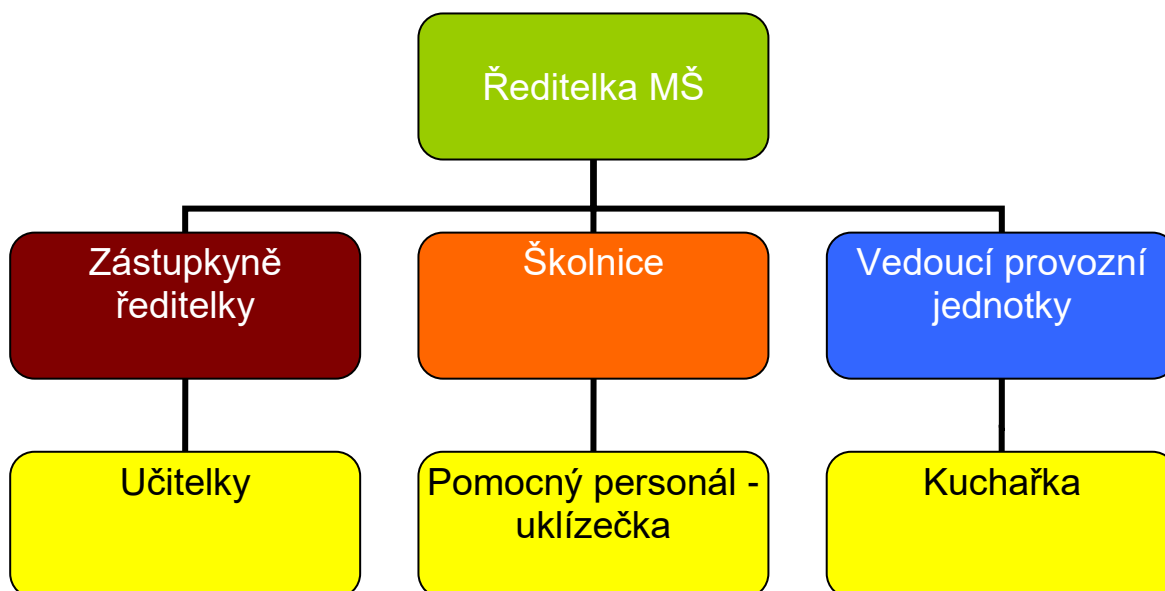 Ředitelka MŠ
Zástupkyně
ředitelky
Školnice
Vedoucí provozní
jednotky
Učitelky
Pomocný personál -
uklízečka
Kuchařka